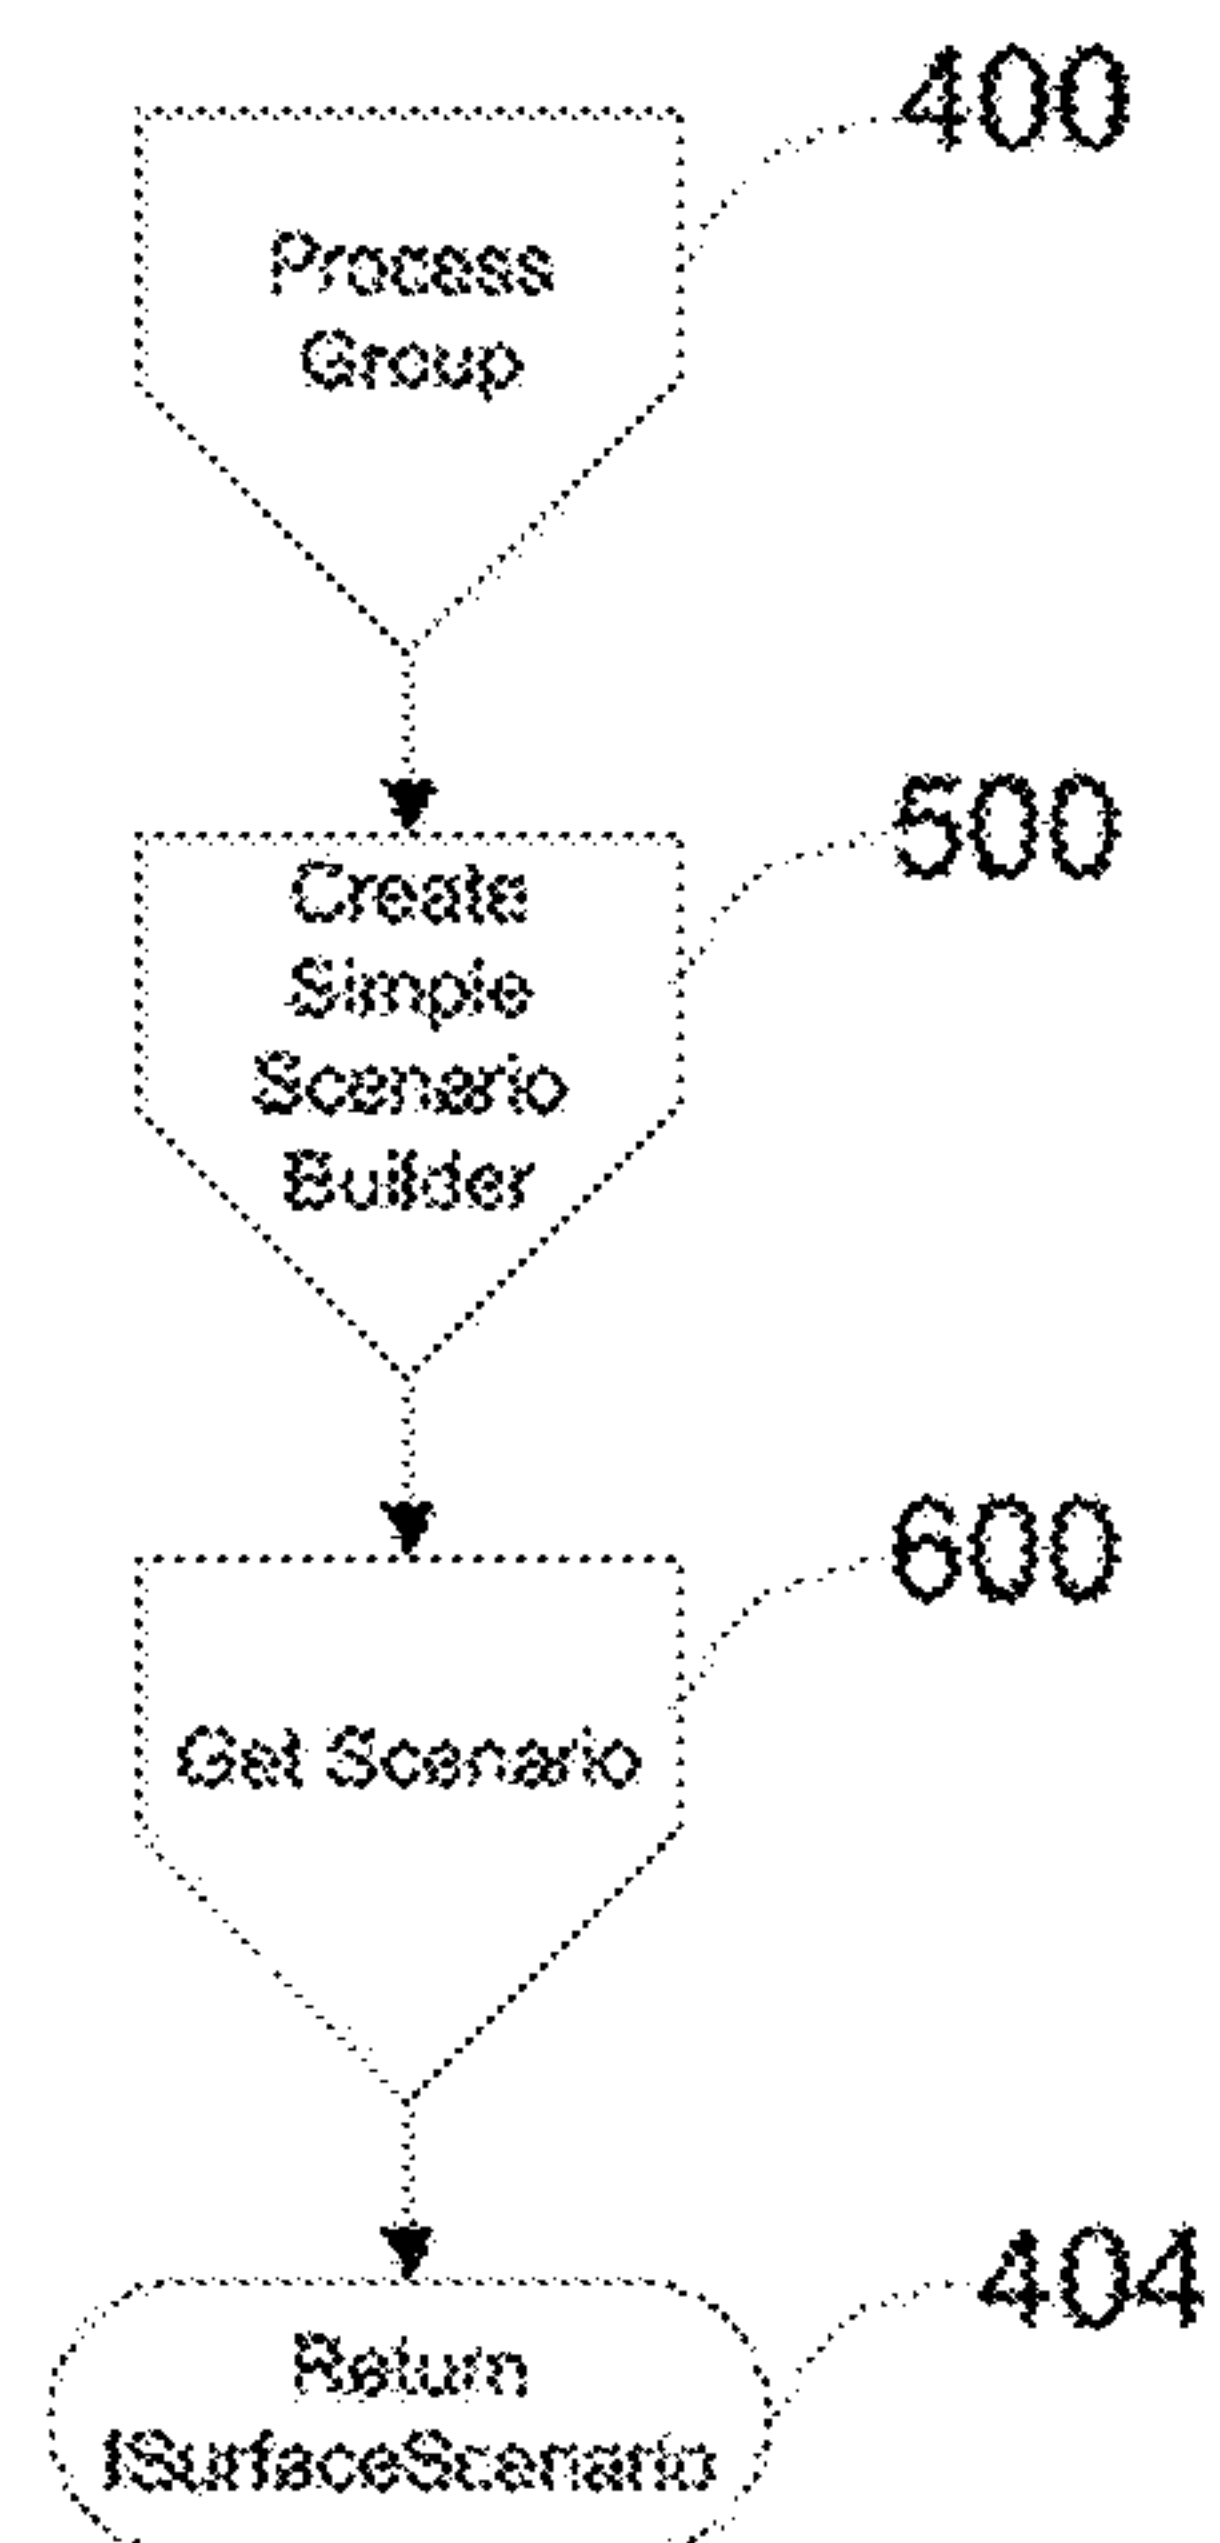 400
Process
Group
500
Create
Simple
Scenario
Builder
600
Get Scenario
404
Return
ISurfaceScenario